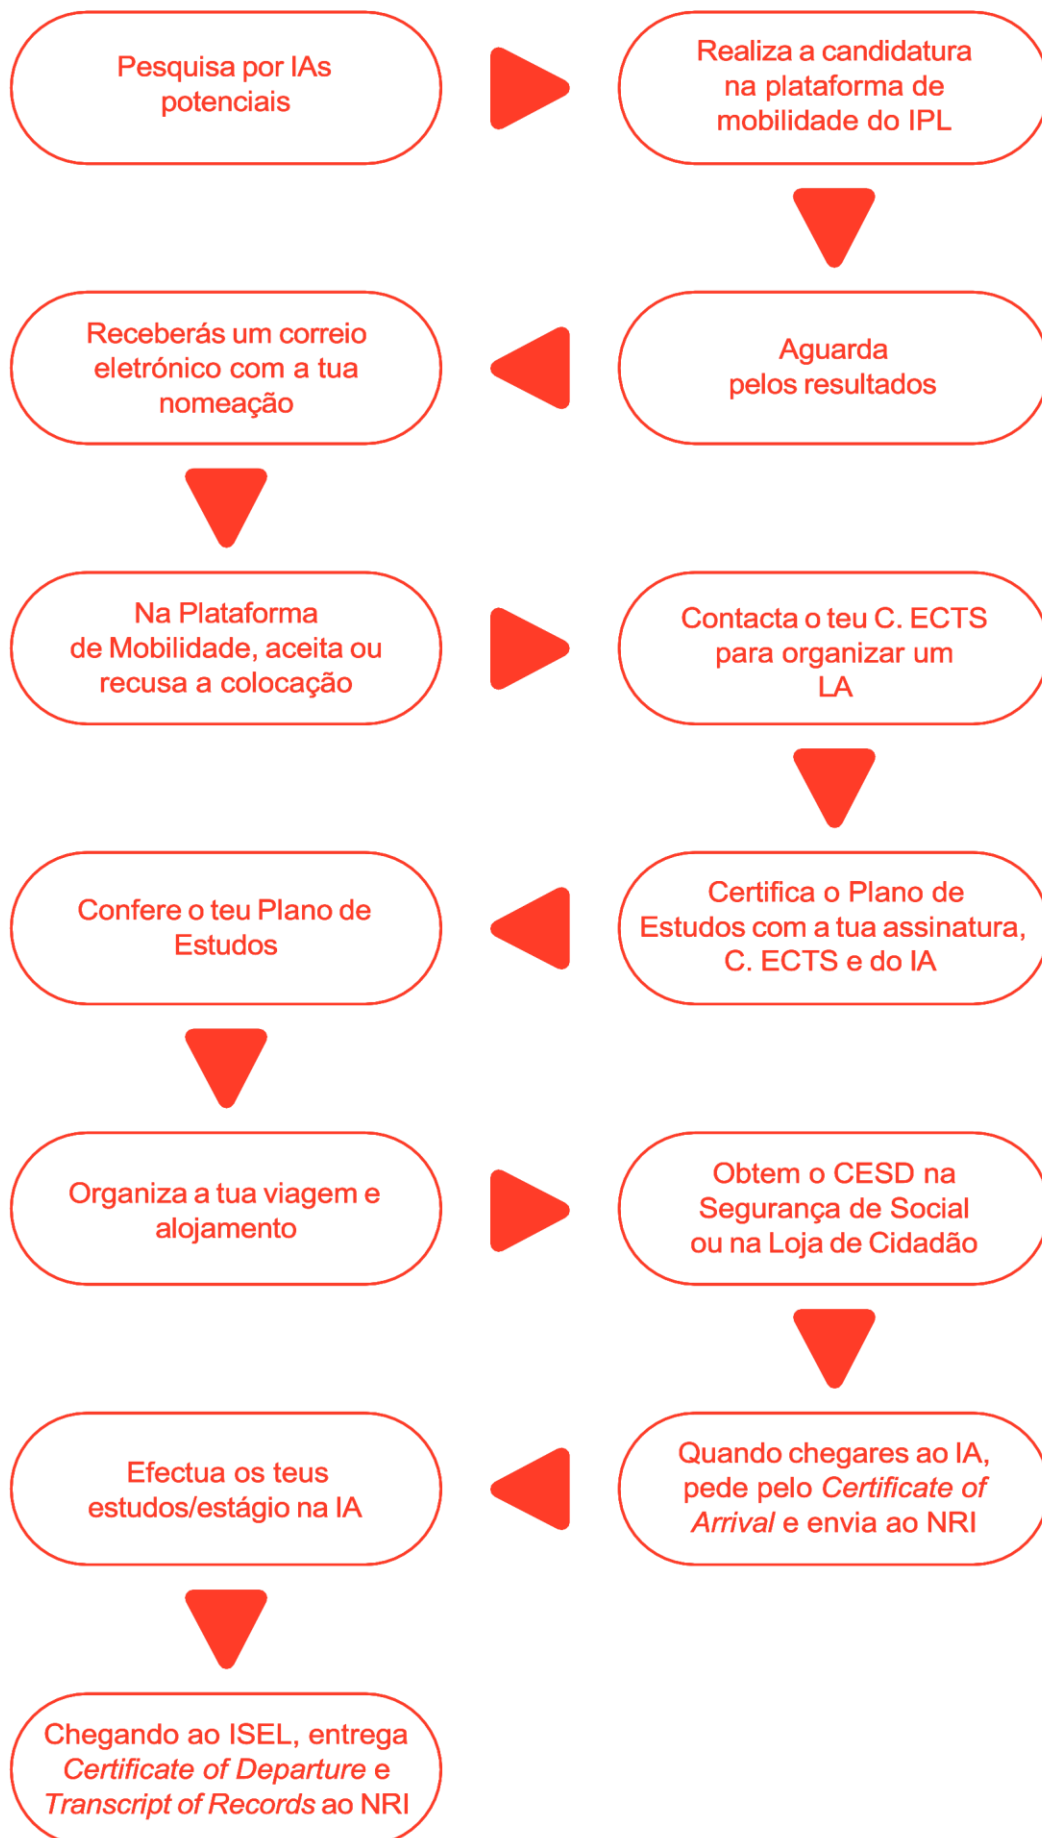 Pesquisa por IAs
potenciais
Realiza a candidatura
na plataforma de
mobilidade do IPL
Aguarda
pelos resultados
Receberás um correio
eletrónico com a tua
nomeação
Na Plataforma
de Mobilidade, aceita ou
recusa a colocação
Contacta o teu C. ECTS
para organizar um
LA
Certifica o Plano de
Estudos com a tua assinatura,
C. ECTS e do IA
Confere o teu Plano de
Estudos
Organiza a tua viagem e
alojamento
Obtem o CESD na
Segurança de Social
ou na Loja de Cidadão
Quando chegares ao IA,
pede pelo Certificate of
Arrival e envia ao NRI
Efectua os teus
estudos/estágio na IA
Chegando ao ISEL, entrega
Certificate of Departure e
Transcript of Records ao NRI